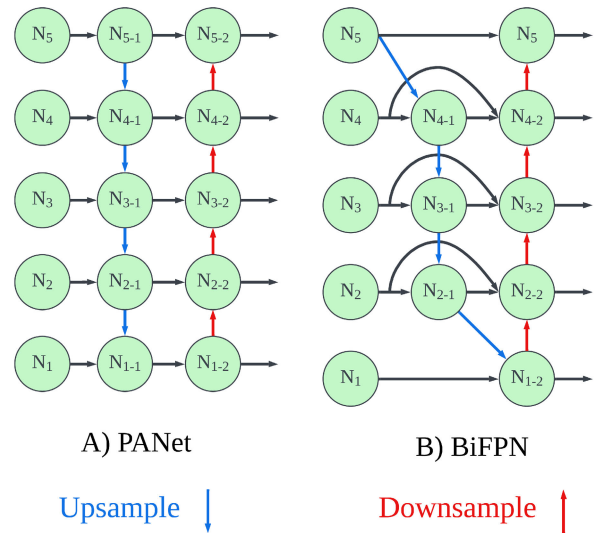 N5 N5-1 N5-2
N4 N4-1 N4-2
N3 N3-1 N3-2
N2 N2-1 N2-2
N1 N1-1 N1-2
A) PANet
N5 N5
N4 N4-1 N4-2
N3 N3-1 N3-2
N2 N2-1 N2-2
N1 N1-2
B) BiFPN
Upsample
Downsample